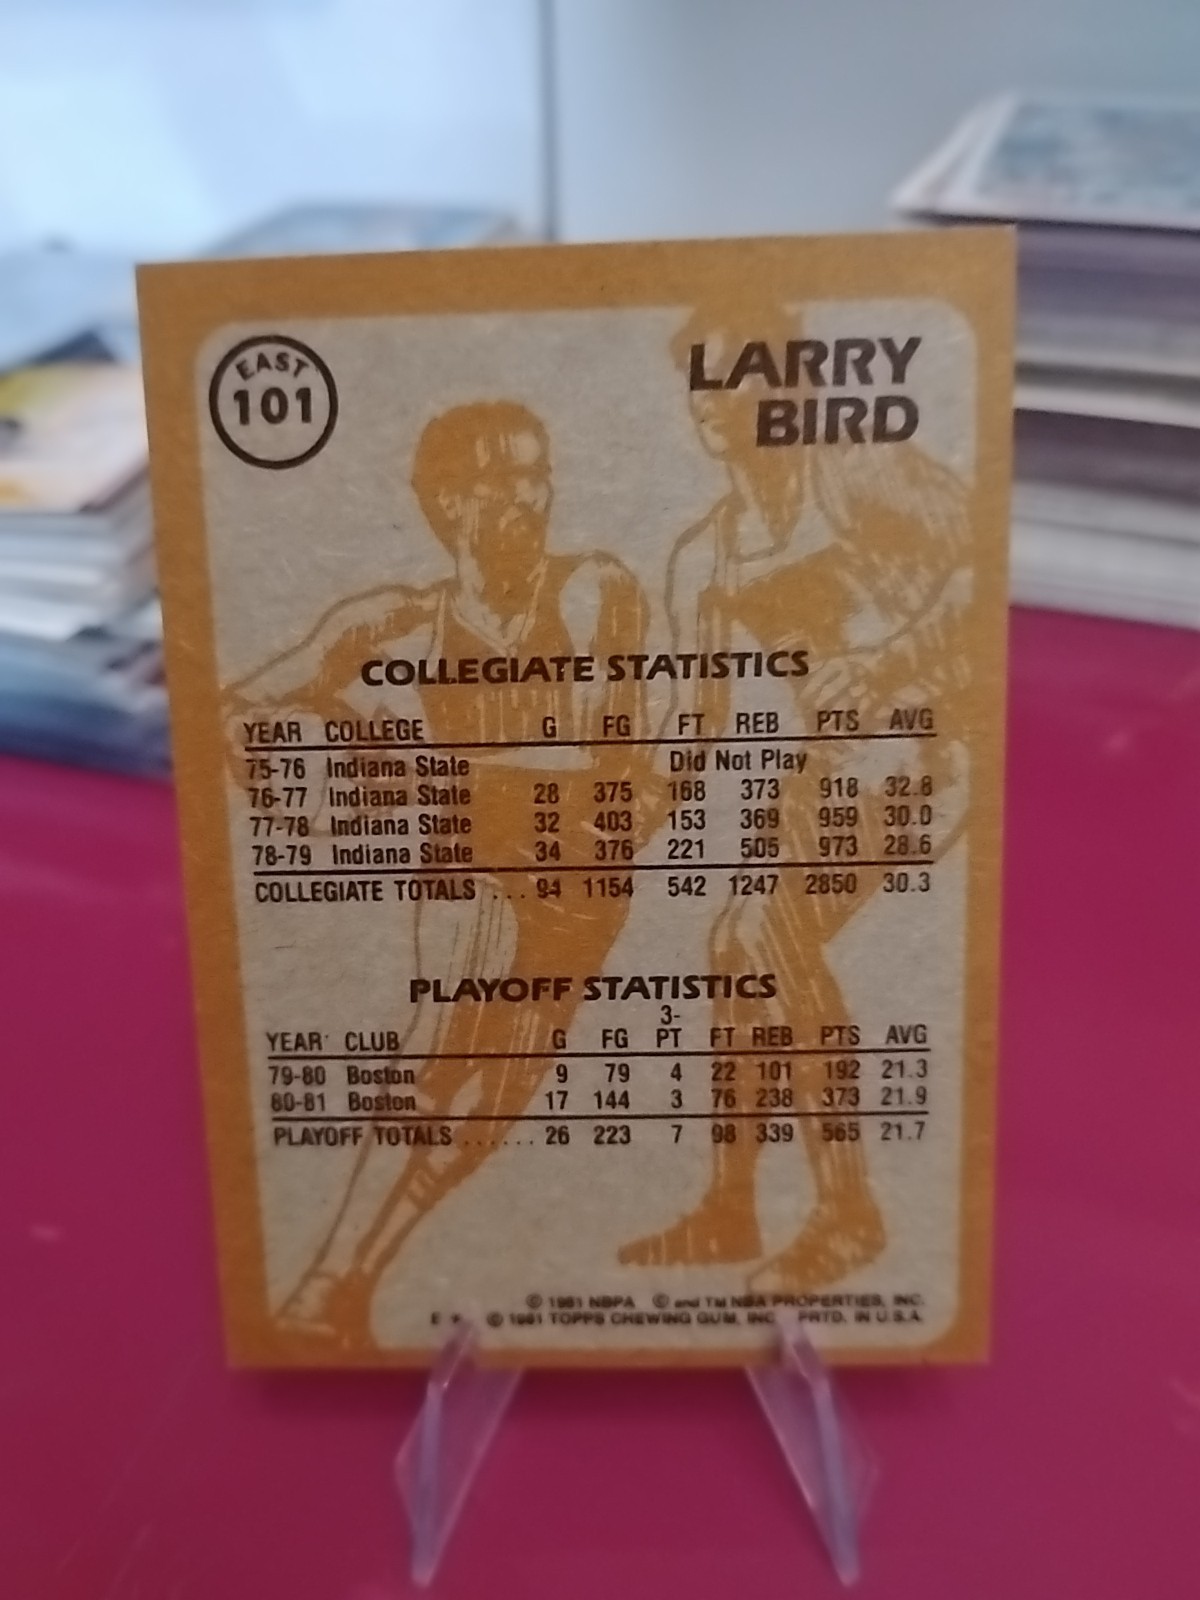 EAST
101
LARRY
BIRD
COLLEGIATE STATISTICS
YEAR COLLEGE G FG FT REB PTS AVG
75-76 Indiana State Did Not Play
76-77 Indiana State 28 375 168 373 918 32.8
77-78 Indiana State 32 403 153 369 959 30.0
78-79 Indiana State 34 376 221 505 973 28.6
COLLEGIATE TOTALS ... 94 1154 542 1247 2850 30.3
PLAYOFF STATISTICS
YEAR CLUB G FG 3-PT FT REB PTS AVG
79-80 Boston 9 79 4 22 101 192 21.3
80-81 Boston 17 144 3 76 238 373 21.9
PLAYOFF TOTALS ...... 26 223 7 98 339 565 21.7
© 1981 NBPA © and TM NBA PROPERTIES, INC.
E * © 1981 TOPPS CHEWING GUM, INC. PRTD. IN U.S.A.